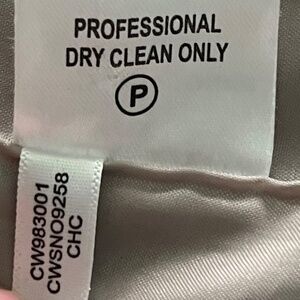 PROFESSIONAL
DRY CLEAN ONLY
P
CW983001
CWSNO9258
CHC